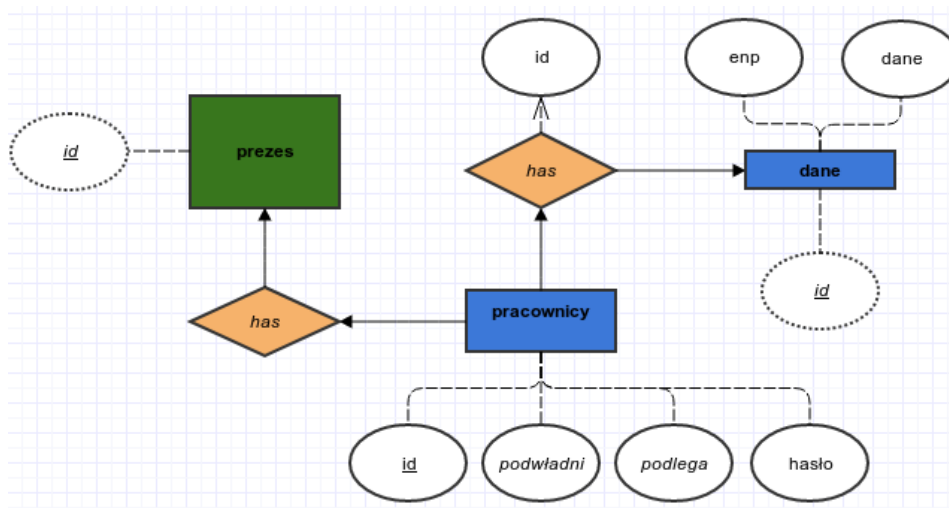 id
enp
dane
id
prezes
has
dane
id
has
pracownicy
id
podwładni
podlega
hasło